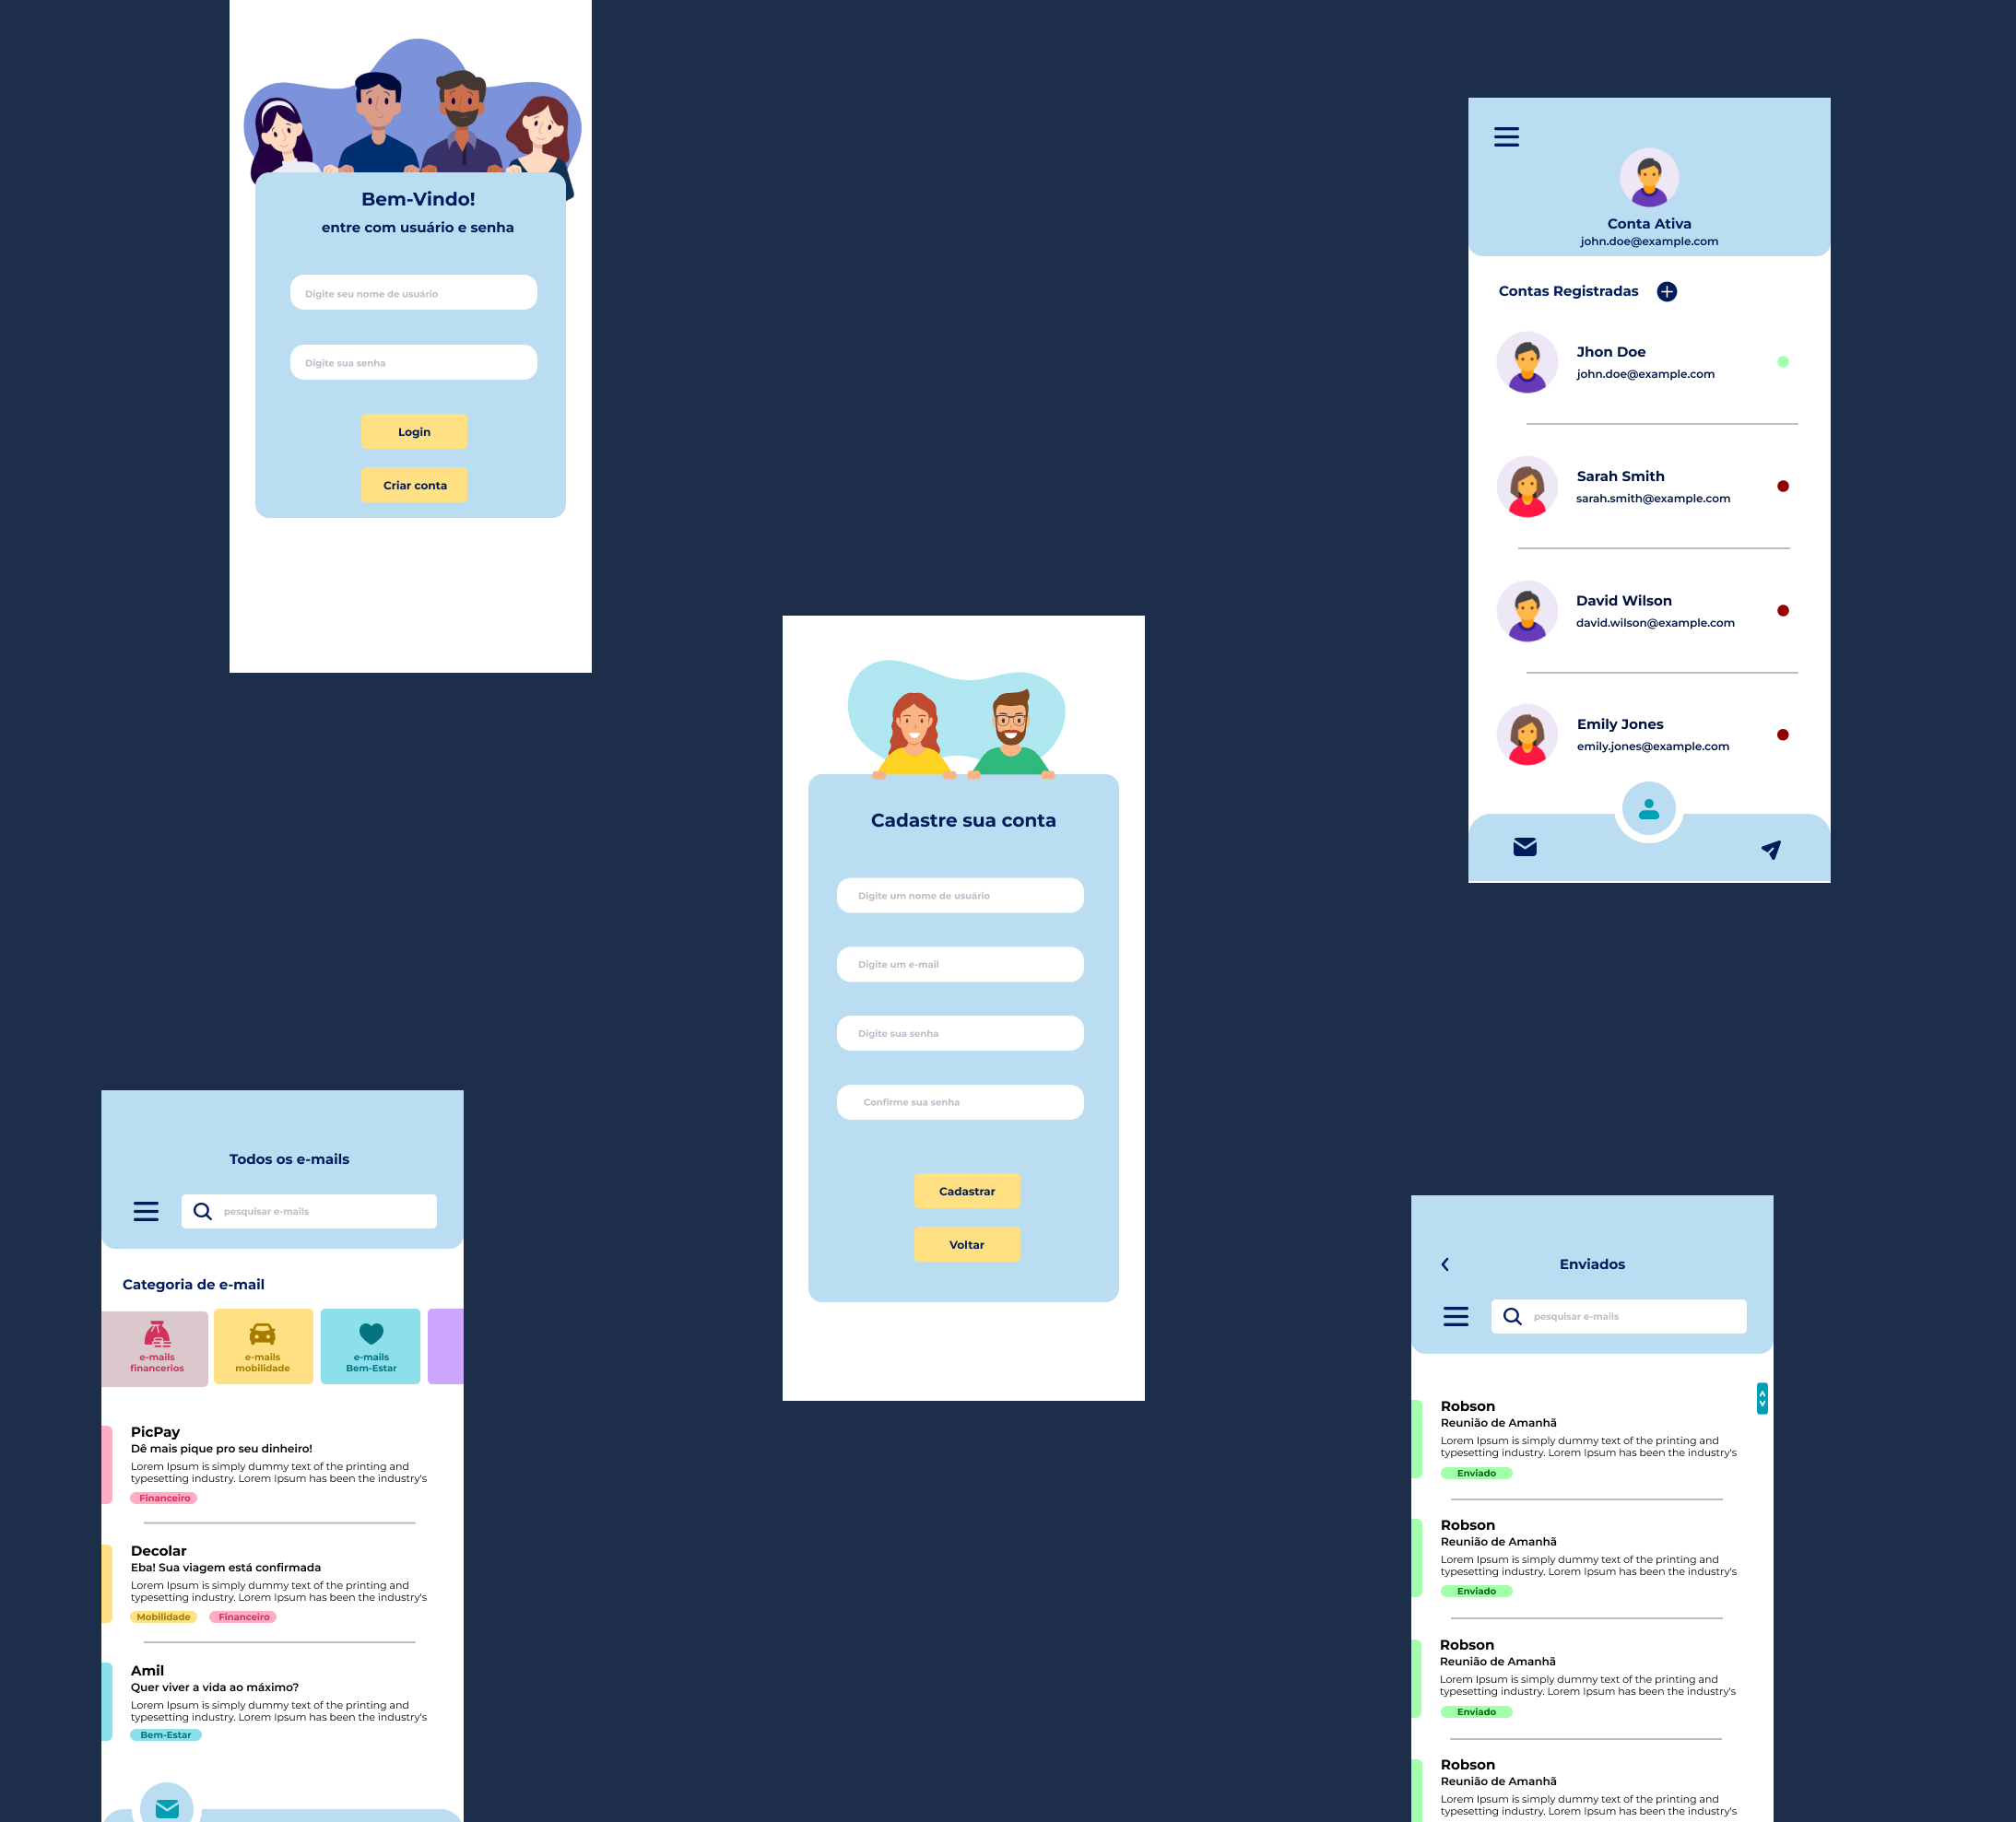 Bem-Vindo!
entre com usuário e senha
Digite seu nome de usuário
Digite sua senha
Login
Criar conta
Conta Ativa
john.doe@example.com
Contas Registradas
Jhon Doe
john.doe@example.com
Sarah Smith
sarah.smith@example.com
David Wilson
david.wilson@example.com
Emily Jones
emily.jones@example.com
Cadastre sua conta
Digite um nome de usuário
Digite um e-mail
Digite sua senha
Confirme sua senha
Cadastrar
Voltar
Todos os e-mails
pesquisar e-mails
Categoria de e-mail
e-mails
financerios
e-mails
mobilidade
e-mails
Bem-Estar
PicPay
Dê mais pique pro seu dinheiro!
Lorem Ipsum is simply dummy text of the printing and
typesetting industry. Lorem Ipsum has been the industry's
Financeiro
Decolar
Eba! Sua viagem está confirmada
Lorem Ipsum is simply dummy text of the printing and
typesetting industry. Lorem Ipsum has been the industry's
Mobilidade Financeiro
Amil
Quer viver a vida ao máximo?
Lorem Ipsum is simply dummy text of the printing and
typesetting industry. Lorem Ipsum has been the industry's
Bem-Estar
Enviados
pesquisar e-mails
Robson
Reunião de Amanhã
Lorem Ipsum is simply dummy text of the printing and
typesetting industry. Lorem Ipsum has been the industry's
Enviado
Robson
Reunião de Amanhã
Lorem Ipsum is simply dummy text of the printing and
typesetting industry. Lorem Ipsum has been the industry's
Enviado
Robson
Reunião de Amanhã
Lorem Ipsum is simply dummy text of the printing and
typesetting industry. Lorem Ipsum has been the industry's
Enviado
Robson
Reunião de Amanhã
Lorem Ipsum is simply dummy text of the printing and
typesetting industry. Lorem Ipsum has been the industry's